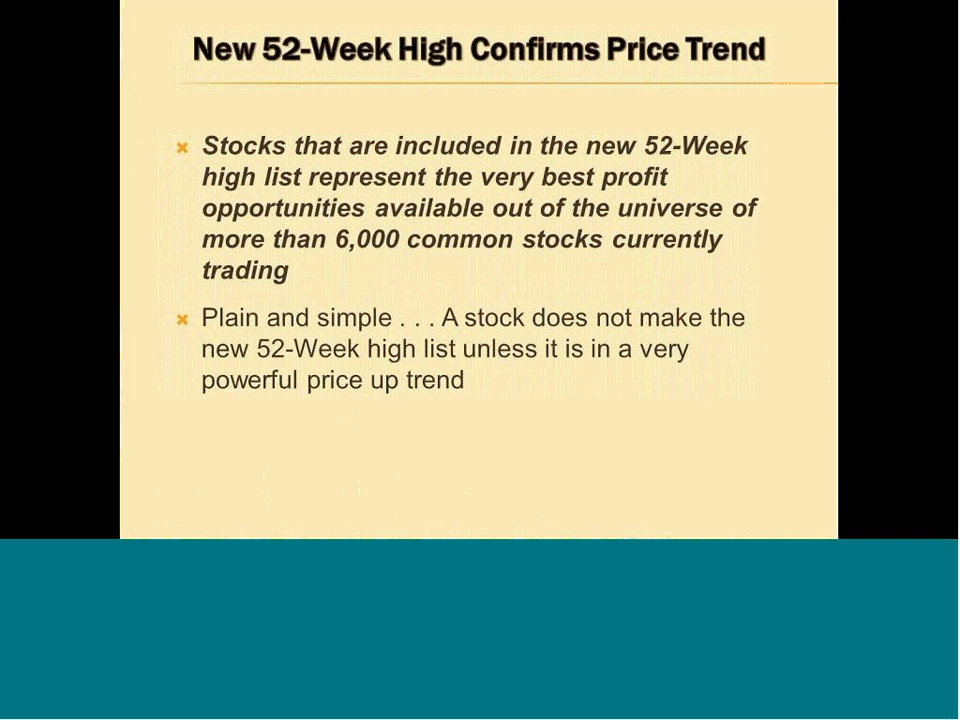 New 52-Week High Confirms Price Trend
Stocks that are included in the new 52-Week
high list represent the very best profit
opportunities available out of the universe of
more than 6,000 common stocks currently
trading
Plain and simple . . . A stock does not make the
new 52-Week high list unless it is in a very
powerful price up trend